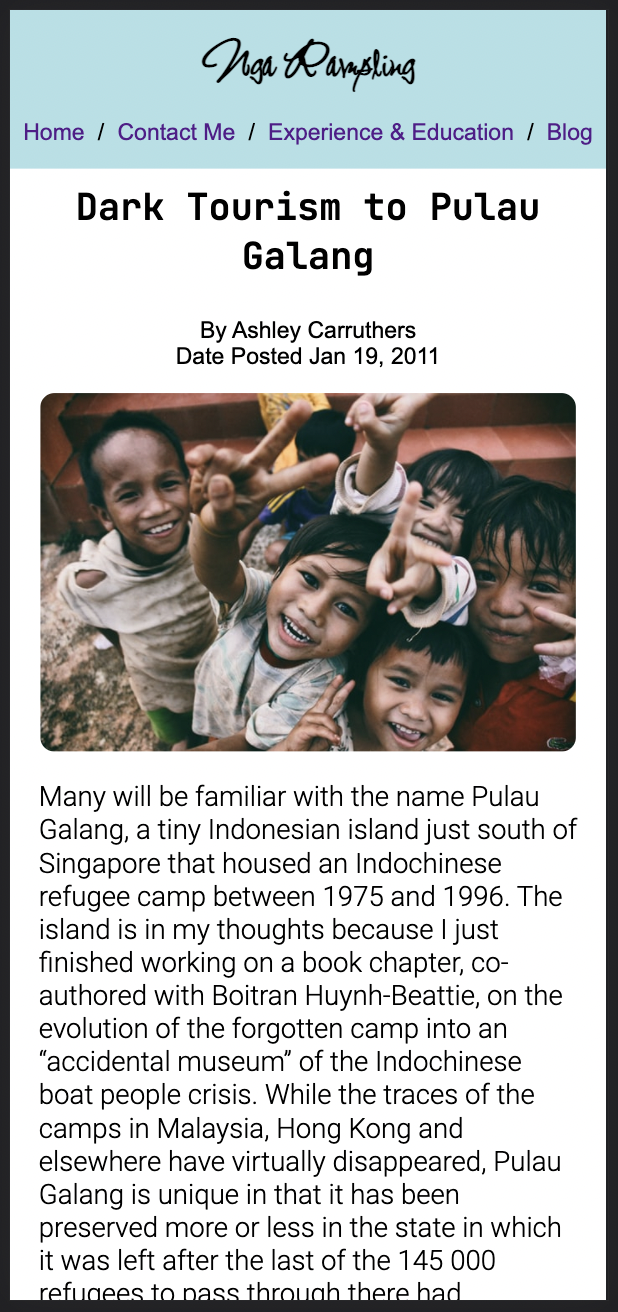 Nga Rampling
Home / Contact Me / Experience & Education / Blog
Dark Tourism to Pulau
Galang
By Ashley Carruthers
Date Posted Jan 19, 2011
Many will be familiar with the name Pulau
Galang, a tiny Indonesian island just south of
Singapore that housed an Indochinese
refugee camp between 1975 and 1996. The
island is in my thoughts because I just
finished working on a book chapter, co-
authored with Boitran Huynh-Beattie, on the
evolution of the forgotten camp into an
“accidental museum” of the Indochinese
boat people crisis. While the traces of the
camps in Malaysia, Hong Kong and
elsewhere have virtually disappeared, Pulau
Galang is unique in that it has been
preserved more or less in the state in which
it was left after the last of the 145 000
refugees to pass through there had